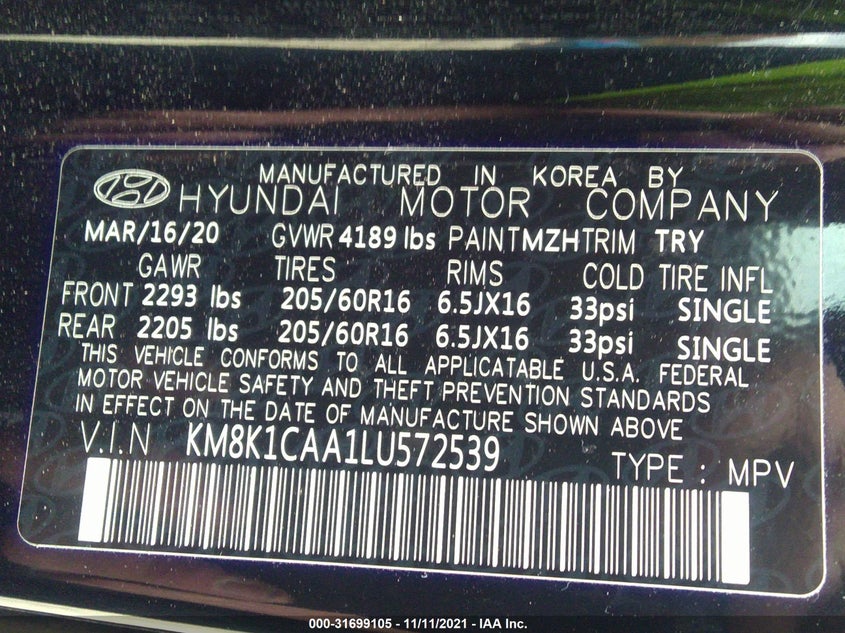 MANUFACTURED IN KOREA BY
HYUNDAI MOTOR COMPANY
MAR/16/20 GVWR 4189 lbs PAINT MZH TRIM TRY
GAWR TIRES RIMS COLD TIRE INFL
FRONT 2293 lbs 205/60R16 6.5JX16 33psi SINGLE
REAR 2205 lbs 205/60R16 6.5JX16 33psi SINGLE
THIS VEHICLE CONFORMS TO ALL APPLICATABLE U.S.A. FEDERAL
MOTOR VEHICLE SAFETY AND THEFT PREVENTION STANDARDS
IN EFFECT ON THE DATE OF MANUFACTURE SHOWN ABOVE
V.I.N KM8K1CAA1LU572539 TYPE : MPV
000-31699105 - 11/11/2021 - IAA Inc.